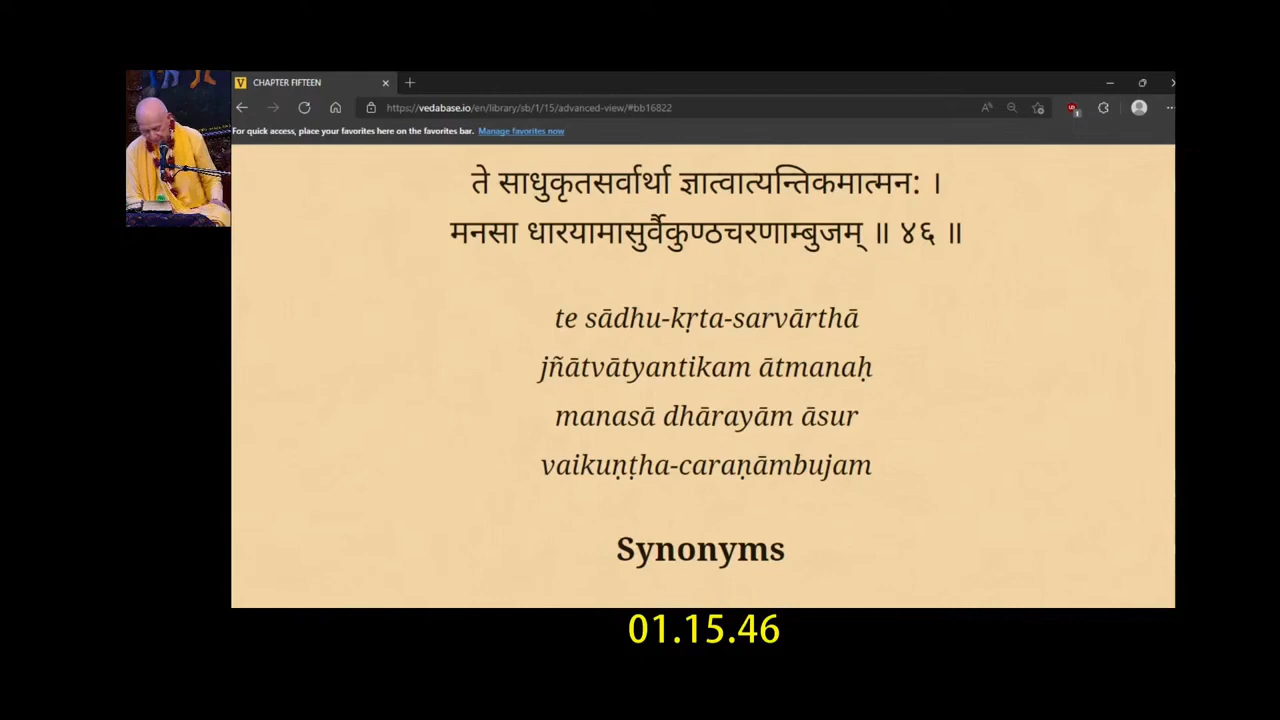 CHAPTER FIFTEEN
https://vedabase.io/en/library/sb/1/15/advanced-view/#bb16822
For quick access, place your favorites here on the favorites bar. Manage favorites now
ते साधुकृतसर्वार्था ज्ञात्वात्यन्तिकमात्मन: ।
मनसा धारयामासुर्वैकुण्ठचरणाम्बुजम् ॥ ४६ ॥
te sādhu-kṛta-sarvārthā
jñātvātyantikam ātmanaḥ
manasā dhārayām āsur
vaikuṇṭha-caraṇāmbujam
Synonyms
01.15.46